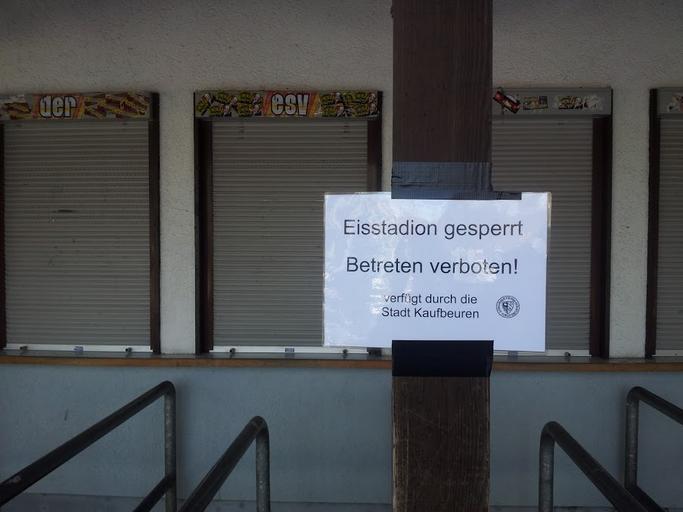 der
esv
Eisstadion gesperrt
Betreten verboten!
verfügt durch die
Stadt Kaufbeuren